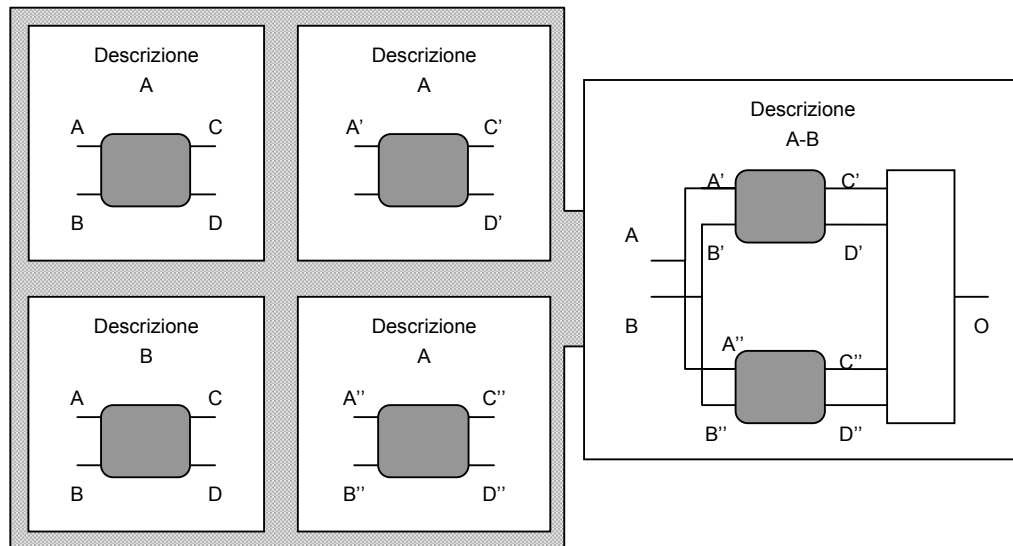 Descrizione
A
A
C
B
D
Descrizione
A
A'
C'
D'
Descrizione
B
A
C
B
D
Descrizione
A
A''
C''
B''
D''
Descrizione
A-B
A'
C'
A
B'
D'
B
O
A''
C''
B''
D''